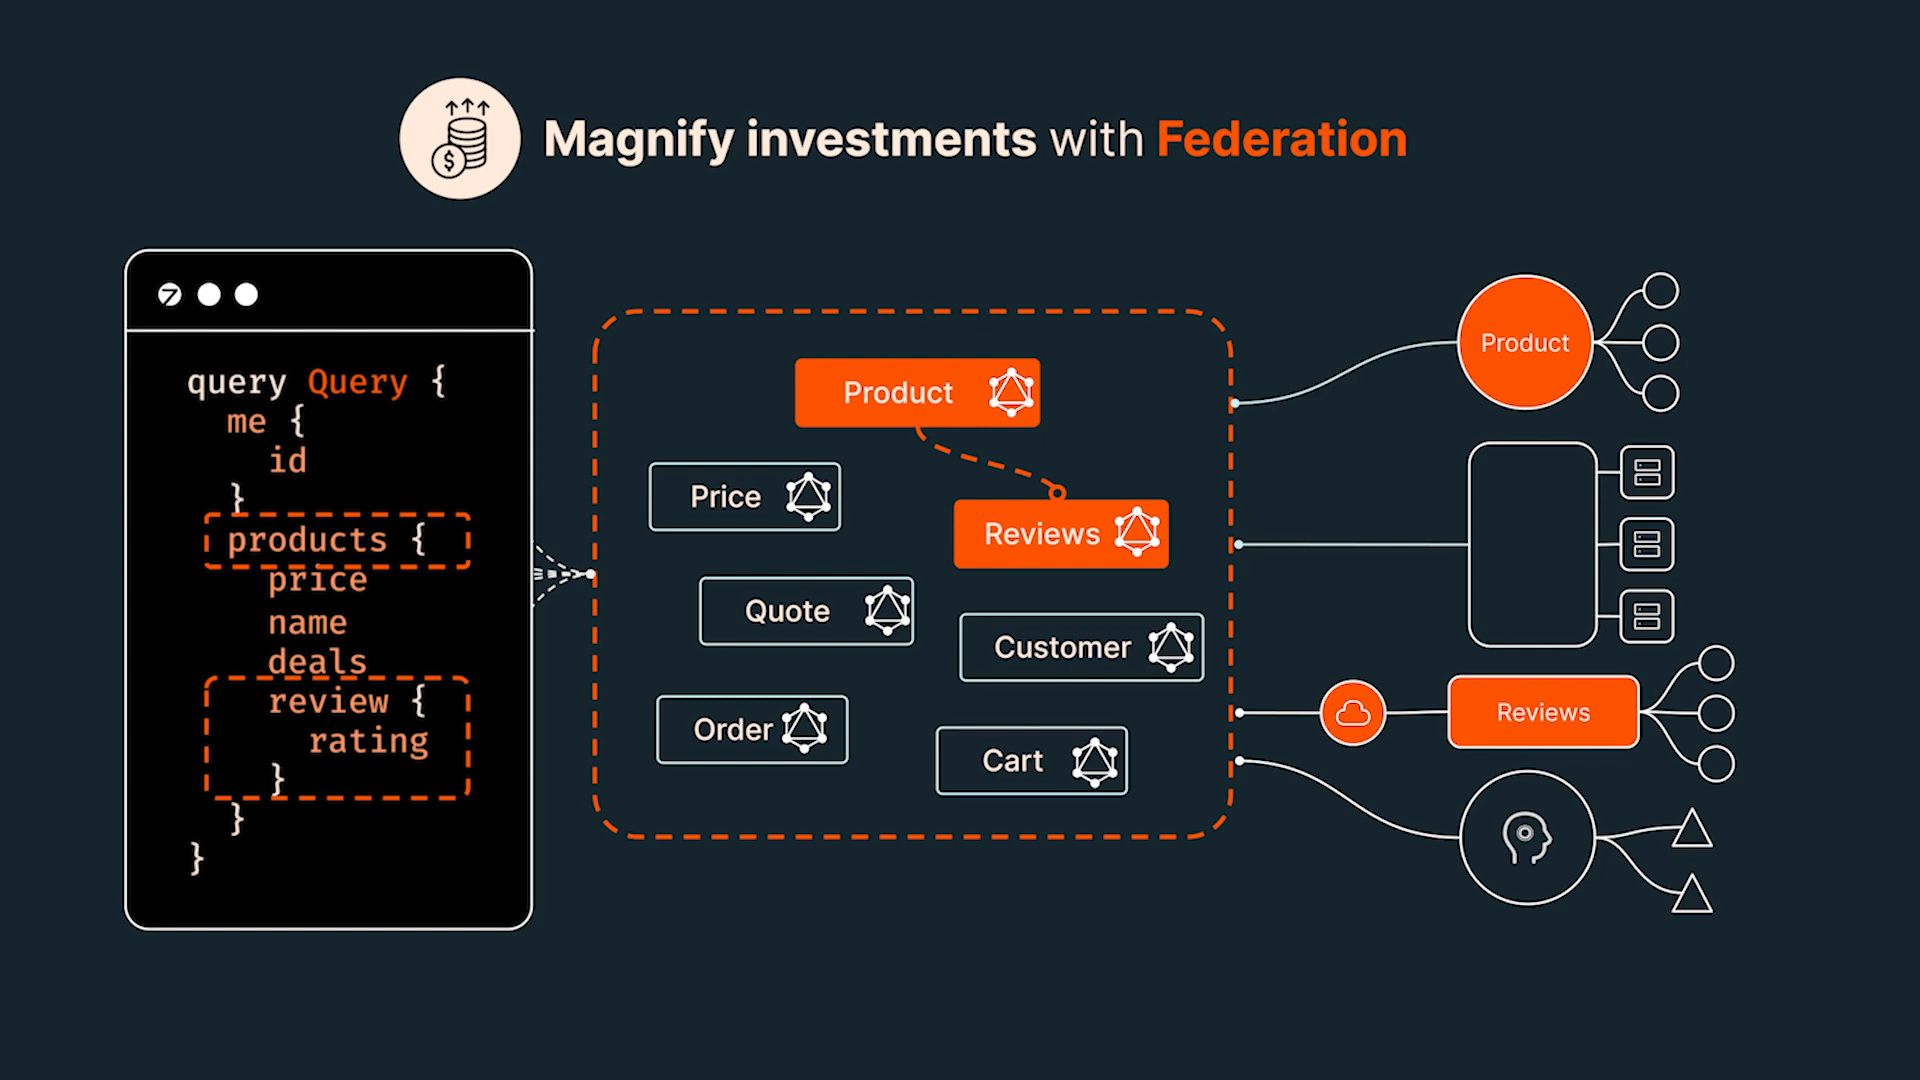 $
Magnify investments with Federation
query Query {
me {
id
}
products {
price
name
deals
review {
rating
}
}
}
Product
Price
Reviews
Quote
Customer
Order
Cart
Product
Reviews